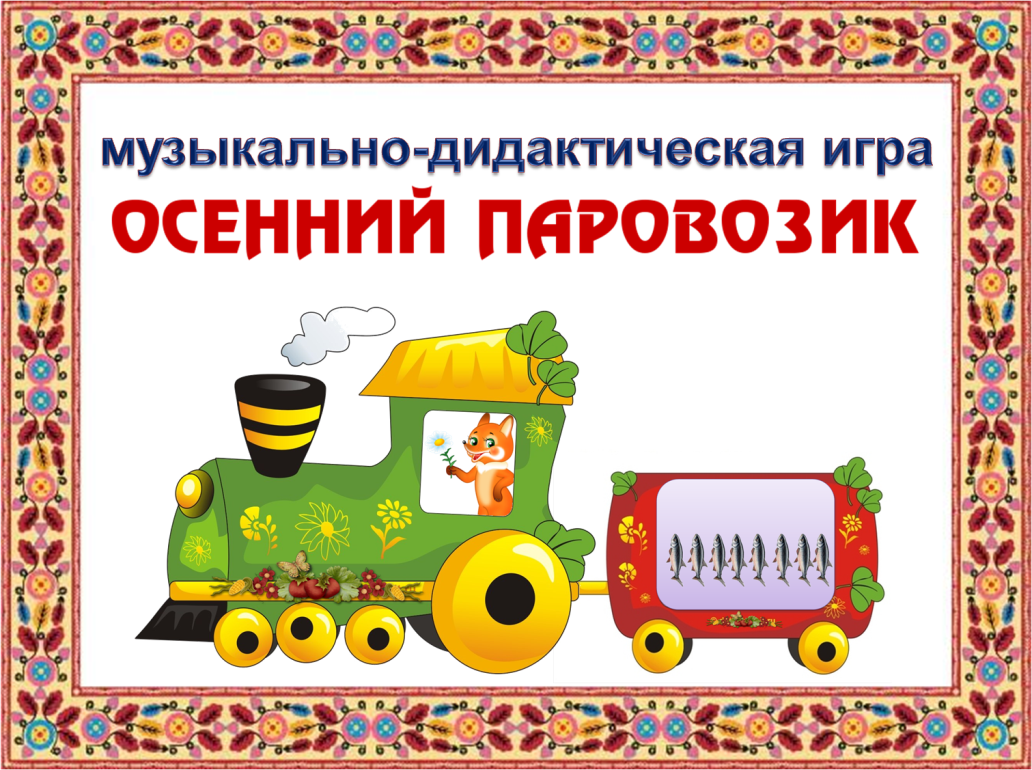 музыкально-дидактическая игра
ОСЕННИЙ ПАРОВОЗИК